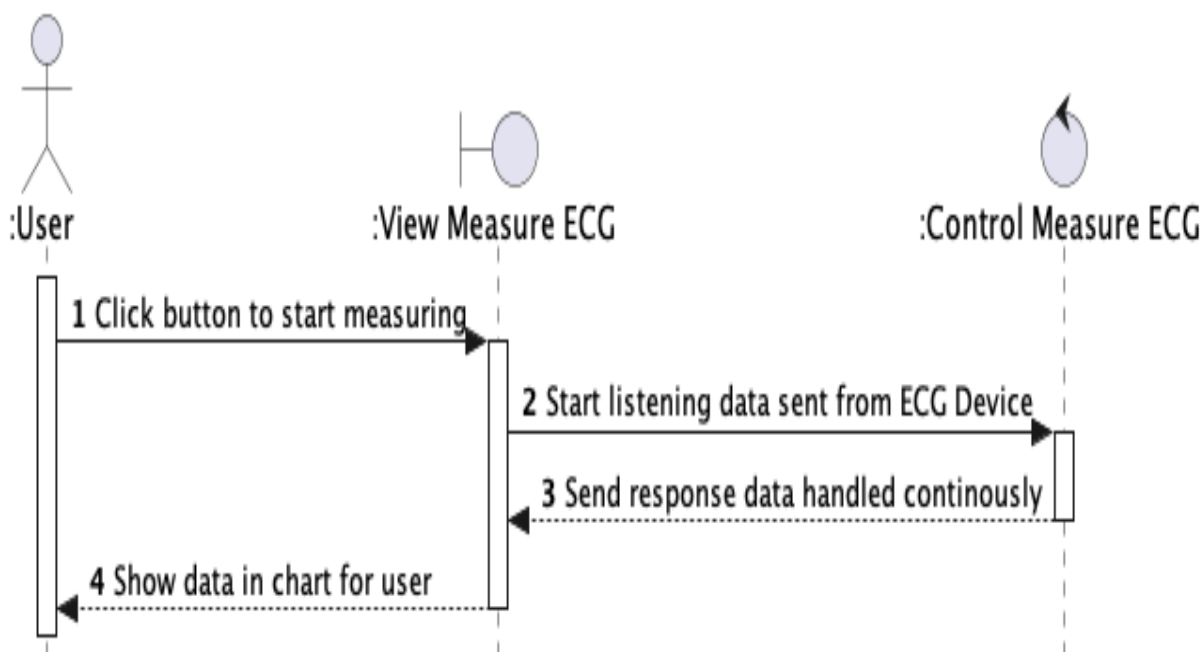 :User
:View Measure ECG
:Control Measure ECG
1 Click button to start measuring
2 Start listening data sent from ECG Device
3 Send response data handled continously
4 Show data in chart for user